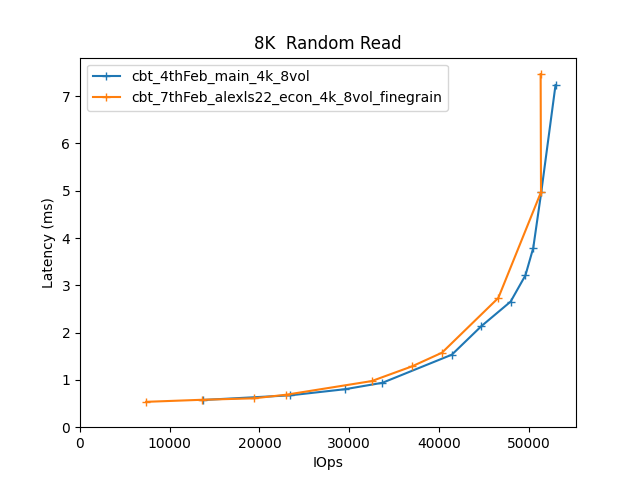 8K  Random Read
cbt_4thFeb_main_4k_8vol
cbt_7thFeb_alexls22_econ_4k_8vol_finegrain
7
6
5
4
3
2
1
0
Latency (ms)
0 10000 20000 30000 40000 50000
IOps